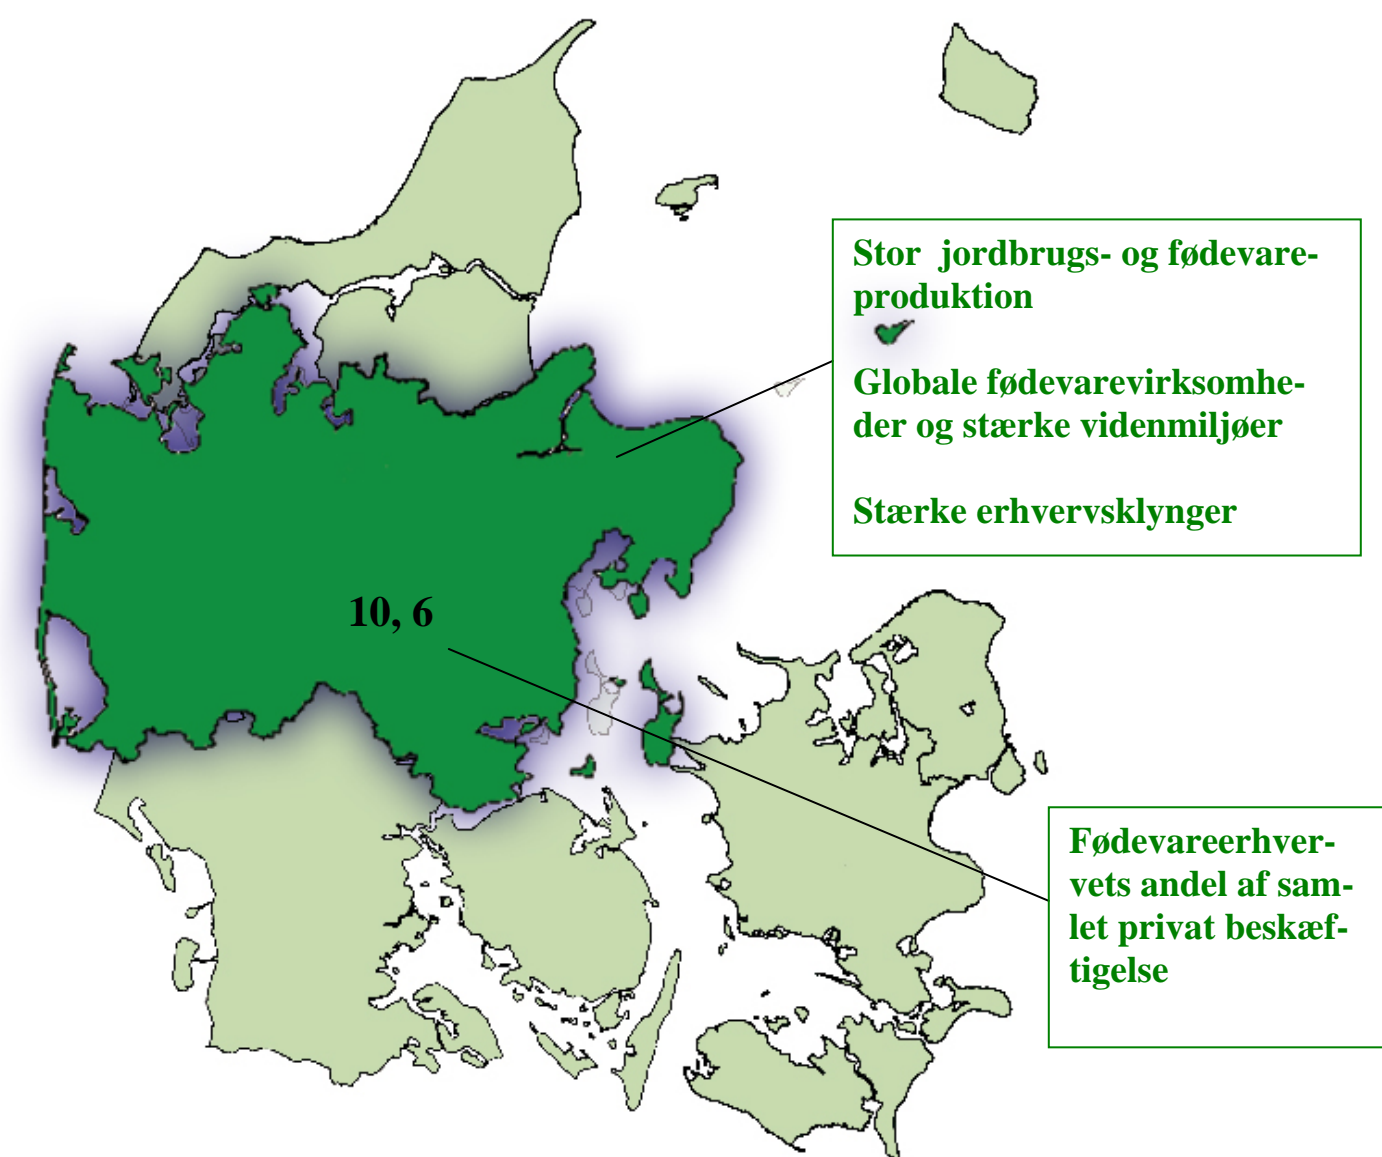 Stor jordbrugs- og fødevare-
produktion
Globale fødevarevirksomhe-
der og stærke videnmiljøer
Stærke erhvervsklynger
10, 6
Fødevareerhver-
vets andel af sam-
let privat beskæf-
tigelse